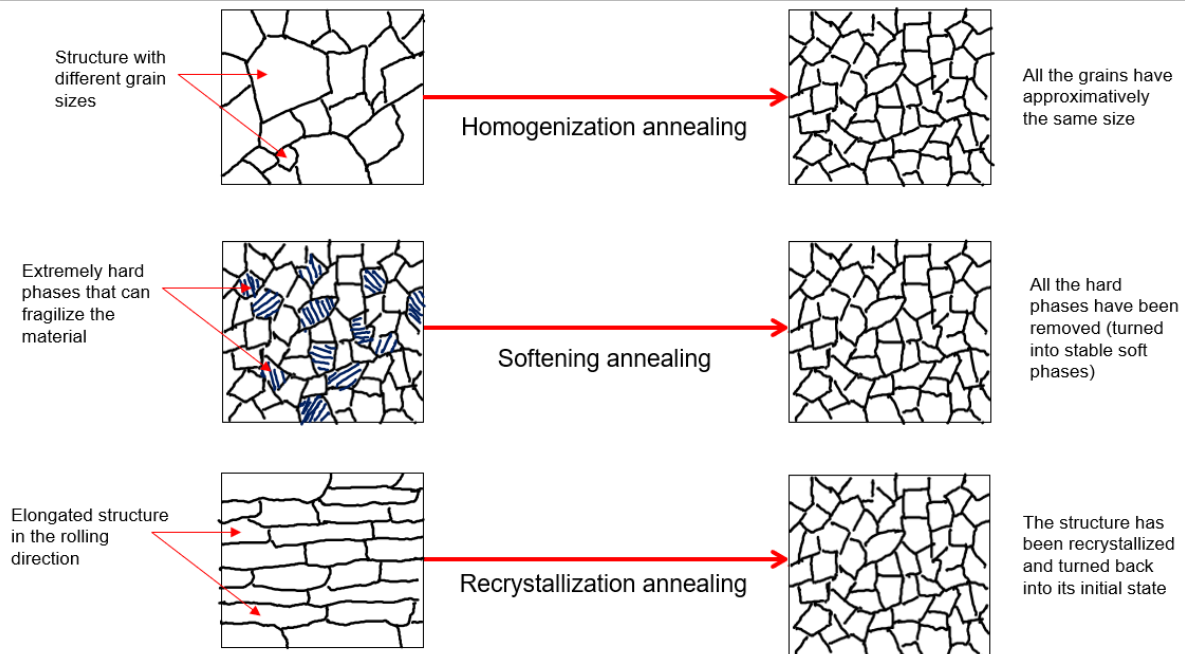 Structure with
different grain
sizes
Homogenization annealing
All the grains have
approximatively
the same size
Extremely hard
phases that can
fragilize the
material
Softening annealing
All the hard
phases have been
removed (turned
into stable soft
phases)
Elongated structure
in the rolling
direction
Recrystallization annealing
The structure has
been recrystallized
and turned back
into its initial state